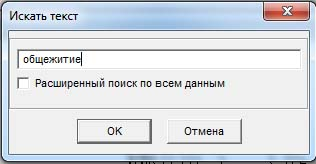 Искать текст
общежитие
Расширенный поиск по всем данным
OK Отмена